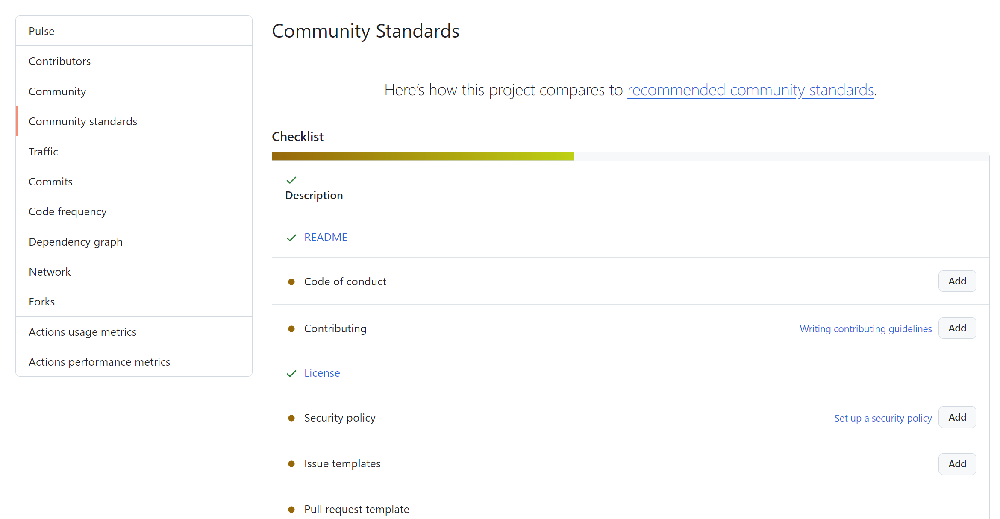 Pulse
Contributors
Community
Community standards
Traffic
Commits
Code frequency
Dependency graph
Network
Forks
Actions usage metrics
Actions performance metrics
Community Standards
Here’s how this project compares to recommended community standards.
Checklist
Description
README
Code of conduct Add
Contributing Writing contributing guidelines Add
License
Security policy Set up a security policy Add
Issue templates Add
Pull request template